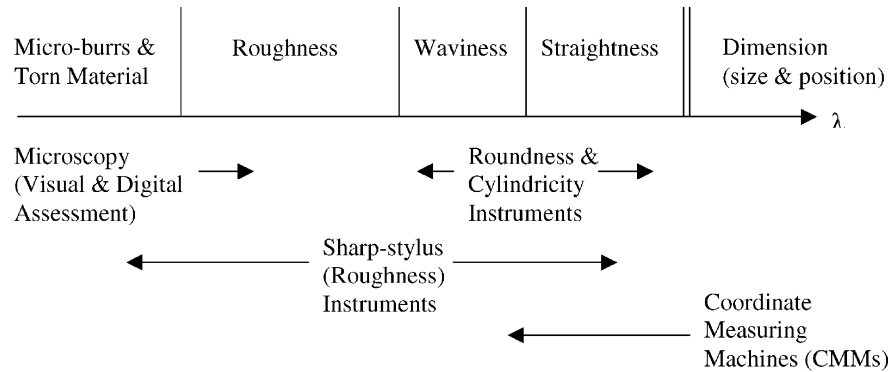 Micro-burrs &
Torn Material
Roughness
Waviness
Straightness
Dimension
(size & position)
λ
Microscopy
(Visual & Digital
Assessment)
Roundness &
Cylindricity
Instruments
Sharp-stylus
(Roughness)
Instruments
Coordinate
Measuring
Machines (CMMs)